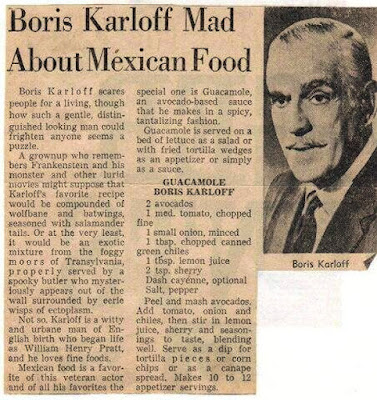 Boris Karloff Mad
About Méxican Food
Boris Karloff scares
people for a living, though
how such a gentle, distin-
guished looking man could
frighten anyone seems a
puzzle.
A grownup who remem-
bers Frankenstein and his
monster and other lurid
movies might suppose that
Karloff's favorite recipe
would be compounded of
wolfbane and batwings,
seasoned with salamander
tails. Or at the very least, it
would be an exotic
mixture from the foggy
moors of Transylvania,
properly served by a
spooky butler who myster-
iously appears out of the
wall surrounded by eerie
wisps of ectoplasm.
Not so. Karloff is a witty
and urbane man of En-
glish birth who began life
as William Henry Pratt,
and he loves fine foods.
Mexican food is a favor-
ite of this veteran actor
and of all his favorites the
special one is Guacamole,
an avocado-based sauce
that he makes in a spicy,
tantalizing fashion.
Guacamole is served on a
bed of lettuce as a salad or
with fried tortilla wedges
as an appetizer or simply
as a sauce.
GUACAMOLE
BORIS KARLOFF
2 avocados
1 med. tomato, chopped
fine
1 small onion, minced
1 tbsp. chopped canned
green chiles
1 tbsp. lemon juice
2 tsp. sherry
Dash cayenne, optional
Salt, pepper
Peel and mash avocados.
Add tomato, onion and
chiles, then stir in lemon
juice, sherry and season-
ings to taste, blending
well. Serve as a dip for
tortilla pieces or corn
chips or as a canape
spread. Makes 10 to 12
appetizer servings.
Boris Karloff